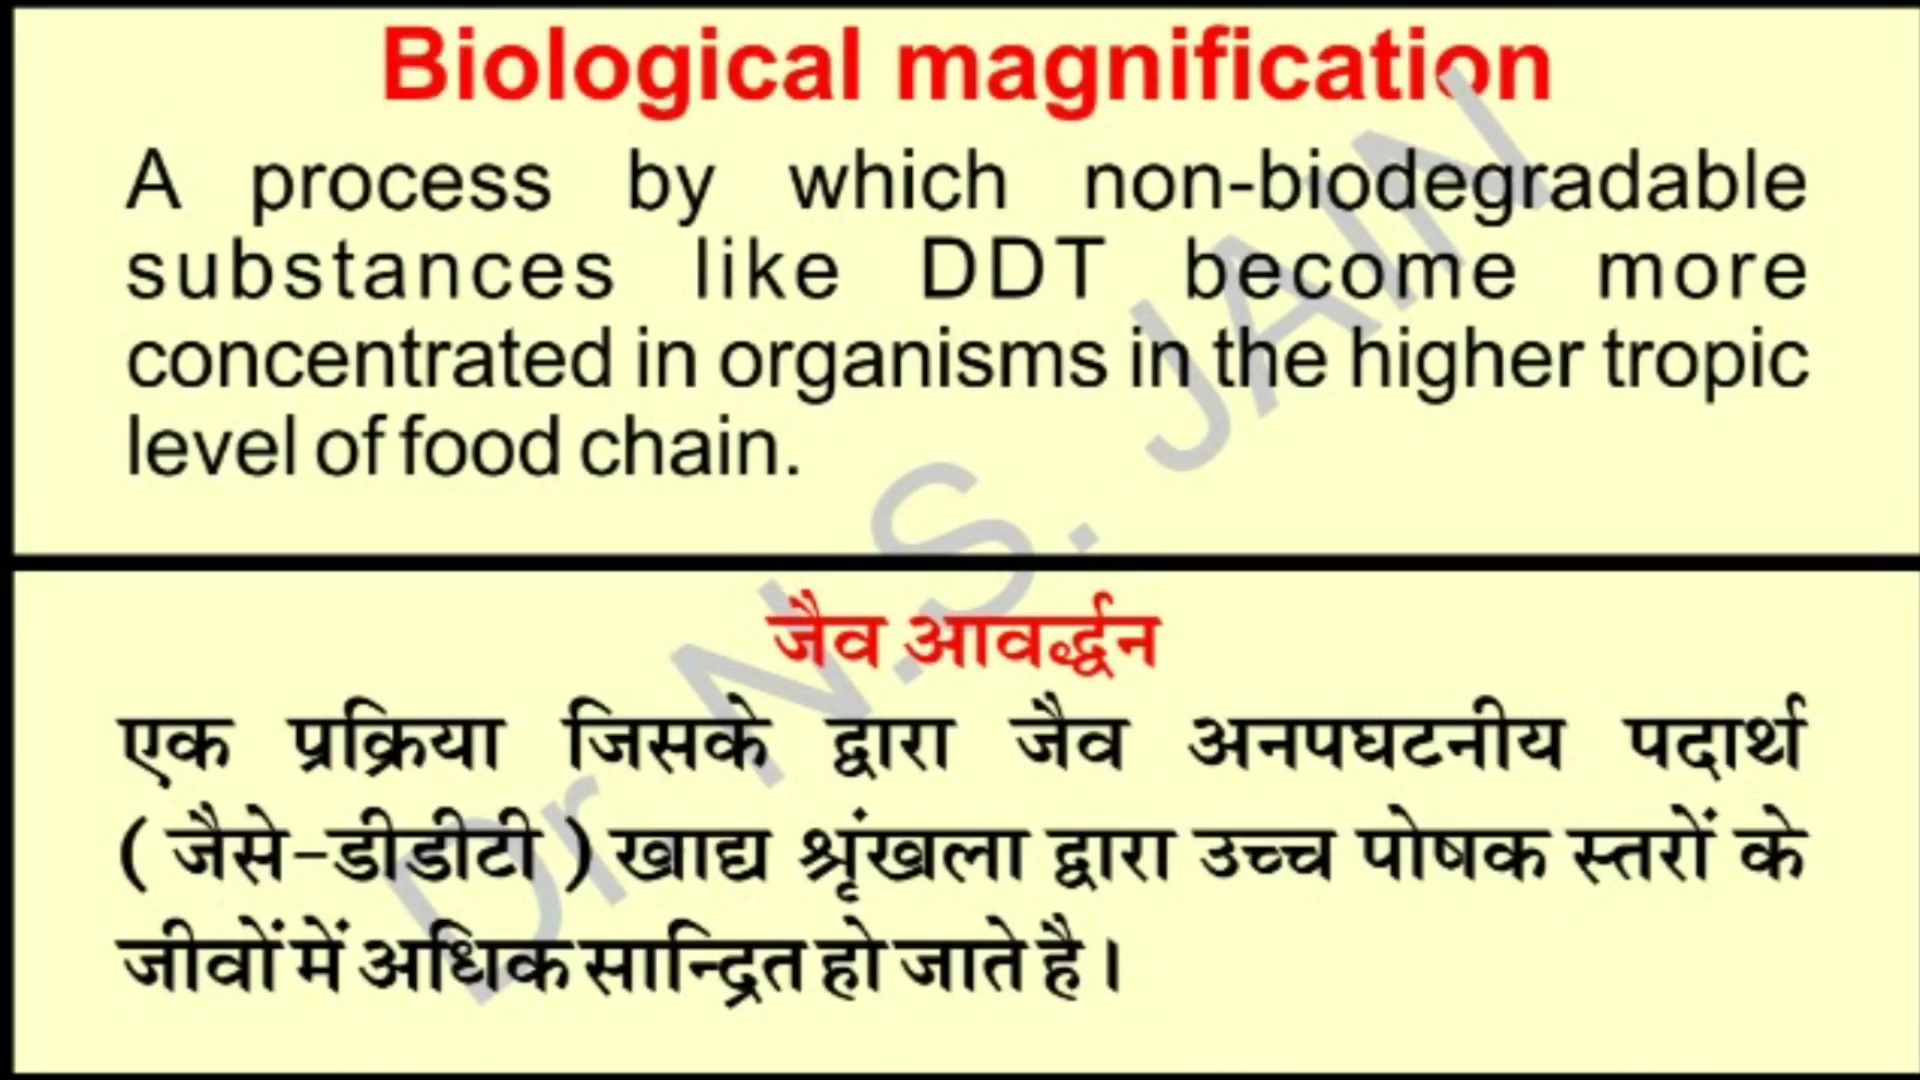 Biological magnification
A process by which non-biodegradable
substances like DDT become more
concentrated in organisms in the higher tropic
level of food chain.
जैव आवर्द्धन
एक प्रक्रिया जिसके द्वारा जैव अनपघटनीय पदार्थ
( जैसे-डीडीटी ) खाद्य श्रृंखला द्वारा उच्च पोषक स्तरों के
जीवों में अधिक सान्द्रित हो जाते है ।
Dr N.S. JAIN